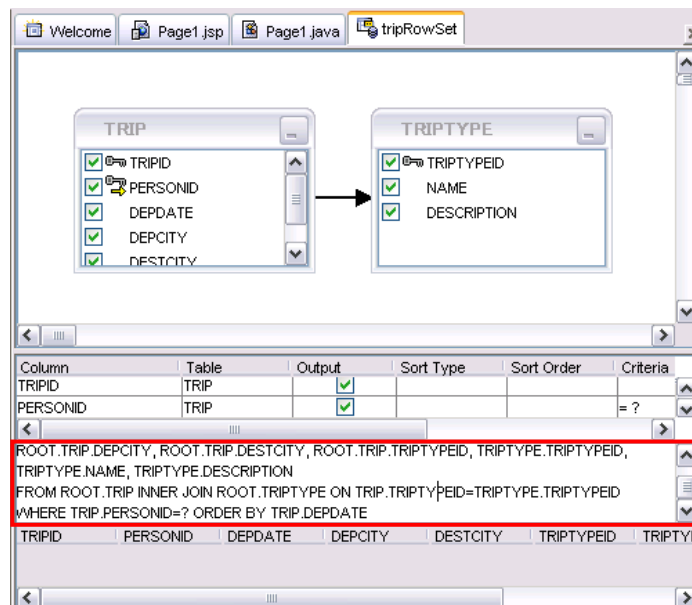 Welcome Page1.jsp Page1.java tripRowSet
TRIP
TRIPID
PERSONID
DEPDATE
DEPCITY
DESTCITY
TRIPTYPE
TRIPTYPEID
NAME
DESCRIPTION
Column Table Output Sort Type Sort Order Criteria
TRIPID TRIP
PERSONID TRIP = ?
ROOT.TRIP.DEPCITY, ROOT.TRIP.DESTCITY, ROOT.TRIP.TRIPTYPEID, TRIPTYPE.TRIPTYPEID,
TRIPTYPE.NAME, TRIPTYPE.DESCRIPTION
FROM ROOT.TRIP INNER JOIN ROOT.TRIPTYPE ON TRIP.TRIPTYPEID=TRIPTYPE.TRIPTYPEID
WHERE TRIP.PERSONID=? ORDER BY TRIP.DEPDATE
TRIPID PERSONID DEPDATE DEPCITY DESTCITY TRIPTYPEID TRIPTY